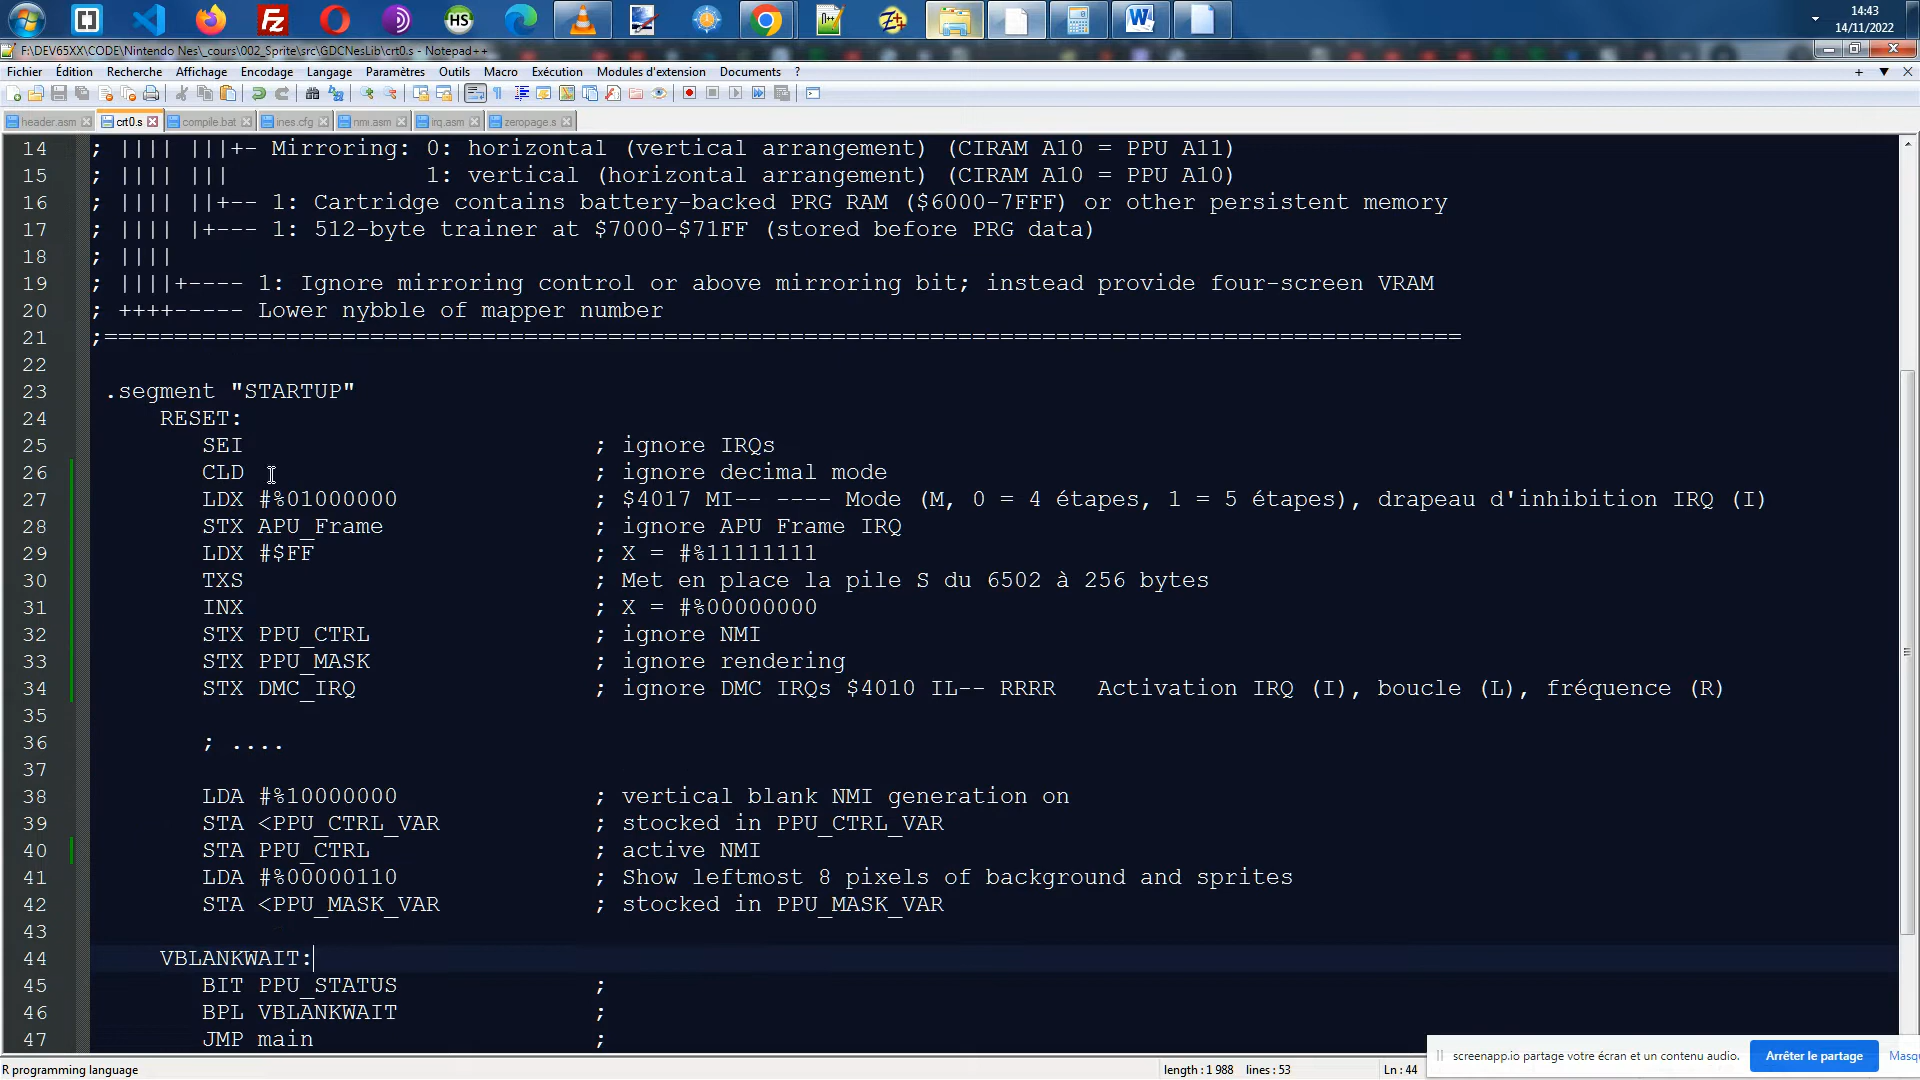 14:43
14/11/2022
F:\DEV65XX\CODE\Nintendo Nes\_cours\002_Sprite\src\GDCNesLib\crt0.s - Notepad++
Fichier Édition Recherche Affichage Encodage Langage Paramètres Outils Macro Exécution Modules d'extension Documents ?
header.asm crt0.s compile.bat ines.cfg nmi.asm irq.asm zeropage.s
14 ; |||| |||+- Mirroring: 0: horizontal (vertical arrangement) (CIRAM A10 = PPU A11)
15 ; |||| |||              1: vertical (horizontal arrangement) (CIRAM A10 = PPU A10)
16 ; |||| ||+-- 1: Cartridge contains battery-backed PRG RAM ($6000-7FFF) or other persistent memory
17 ; |||| |+--- 1: 512-byte trainer at $7000-$71FF (stored before PRG data)
18 ; ||||
19 ; ||||+---- 1: Ignore mirroring control or above mirroring bit; instead provide four-screen VRAM
20 ; ++++----- Lower nybble of mapper number
21 ;=================================================================================================
22
23 .segment "STARTUP"
24 RESET:
25 SEI ; ignore IRQs
26 CLD ; ignore decimal mode
27 LDX #%01000000 ; $4017 MI-- ---- Mode (M, 0 = 4 étapes, 1 = 5 étapes), drapeau d'inhibition IRQ (I)
28 STX APU_Frame ; ignore APU Frame IRQ
29 LDX #$FF ; X = #%11111111
30 TXS ; Met en place la pile S du 6502 à 256 bytes
31 INX ; X = #%00000000
32 STX PPU_CTRL ; ignore NMI
33 STX PPU_MASK ; ignore rendering
34 STX DMC_IRQ ; ignore DMC IRQs $4010 IL-- RRRR   Activation IRQ (I), boucle (L), fréquence (R)
35
36 ; ....
37
38 LDA #%10000000 ; vertical blank NMI generation on
39 STA <PPU_CTRL_VAR ; stocked in PPU_CTRL_VAR
40 STA PPU_CTRL ; active NMI
41 LDA #%00000110 ; Show leftmost 8 pixels of background and sprites
42 STA <PPU_MASK_VAR ; stocked in PPU_MASK_VAR
43
44 VBLANKWAIT:
45 BIT PPU_STATUS ;
46 BPL VBLANKWAIT ;
47 JMP main ;
screenapp.io partage votre écran et un contenu audio. Arrêter le partage Masq
R programming language length : 1 988 lines : 53 Ln : 44